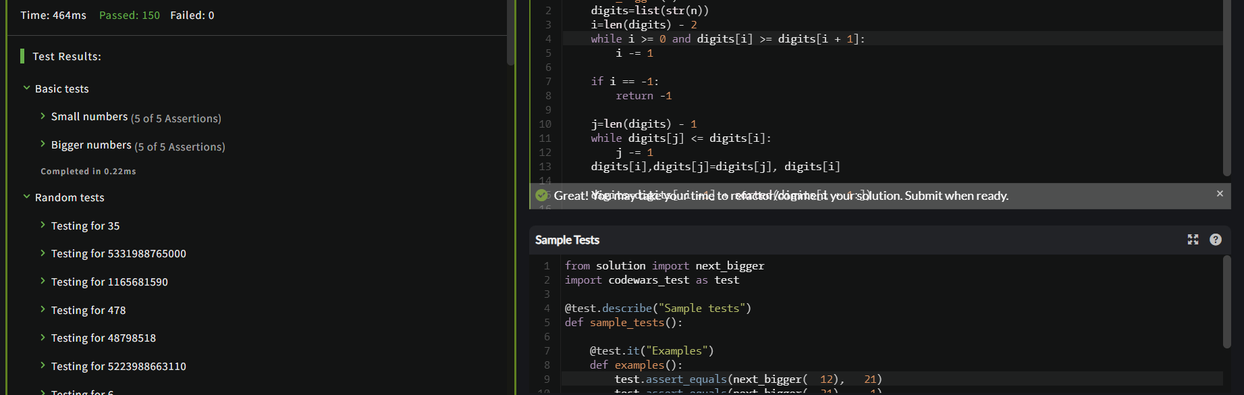 Time: 464ms Passed: 150 Failed: 0
Test Results:
Basic tests
Small numbers (5 of 5 Assertions)
Bigger numbers (5 of 5 Assertions)
Completed in 0.22ms
Random tests
Testing for 35
Testing for 5331988765000
Testing for 1165681590
Testing for 478
Testing for 48798518
Testing for 5223988663110
Testing for 6
2 digits=list(str(n))
3 i=len(digits) - 2
4 while i >= 0 and digits[i] >= digits[i + 1]:
5 i -= 1
6
7 if i == -1:
8 return -1
9
10 j=len(digits) - 1
11 while digits[j] <= digits[i]:
12 j -= 1
13 digits[i],digits[j]=digits[j], digits[i]
14
Great! You may take your time to refactor/comment your solution. Submit when ready.
Sample Tests
1 from solution import next_bigger
2 import codewars_test as test
3
4 @test.describe("Sample tests")
5 def sample_tests():
6
7 @test.it("Examples")
8 def examples():
9 test.assert_equals(next_bigger( 12), 21)